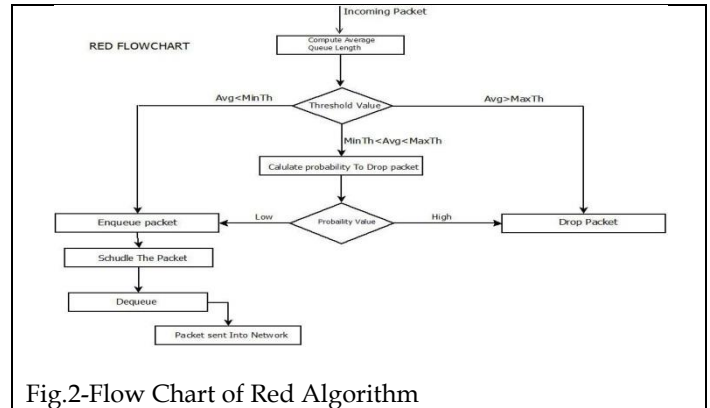 Incoming Packet
RED FLOWCHART
Compute Average
Queue Length
Avg<MinTh
Threshold Value
Avg>MaxTh
MinTh<Avg<MaxTh
Calulate probability To Drop packet
Enqueue packet
Low
Probaility Value
High
Drop Packet
Schudle The Packet
Dequeue
Packet sent Into Network
Fig.2-Flow Chart of Red Algorithm